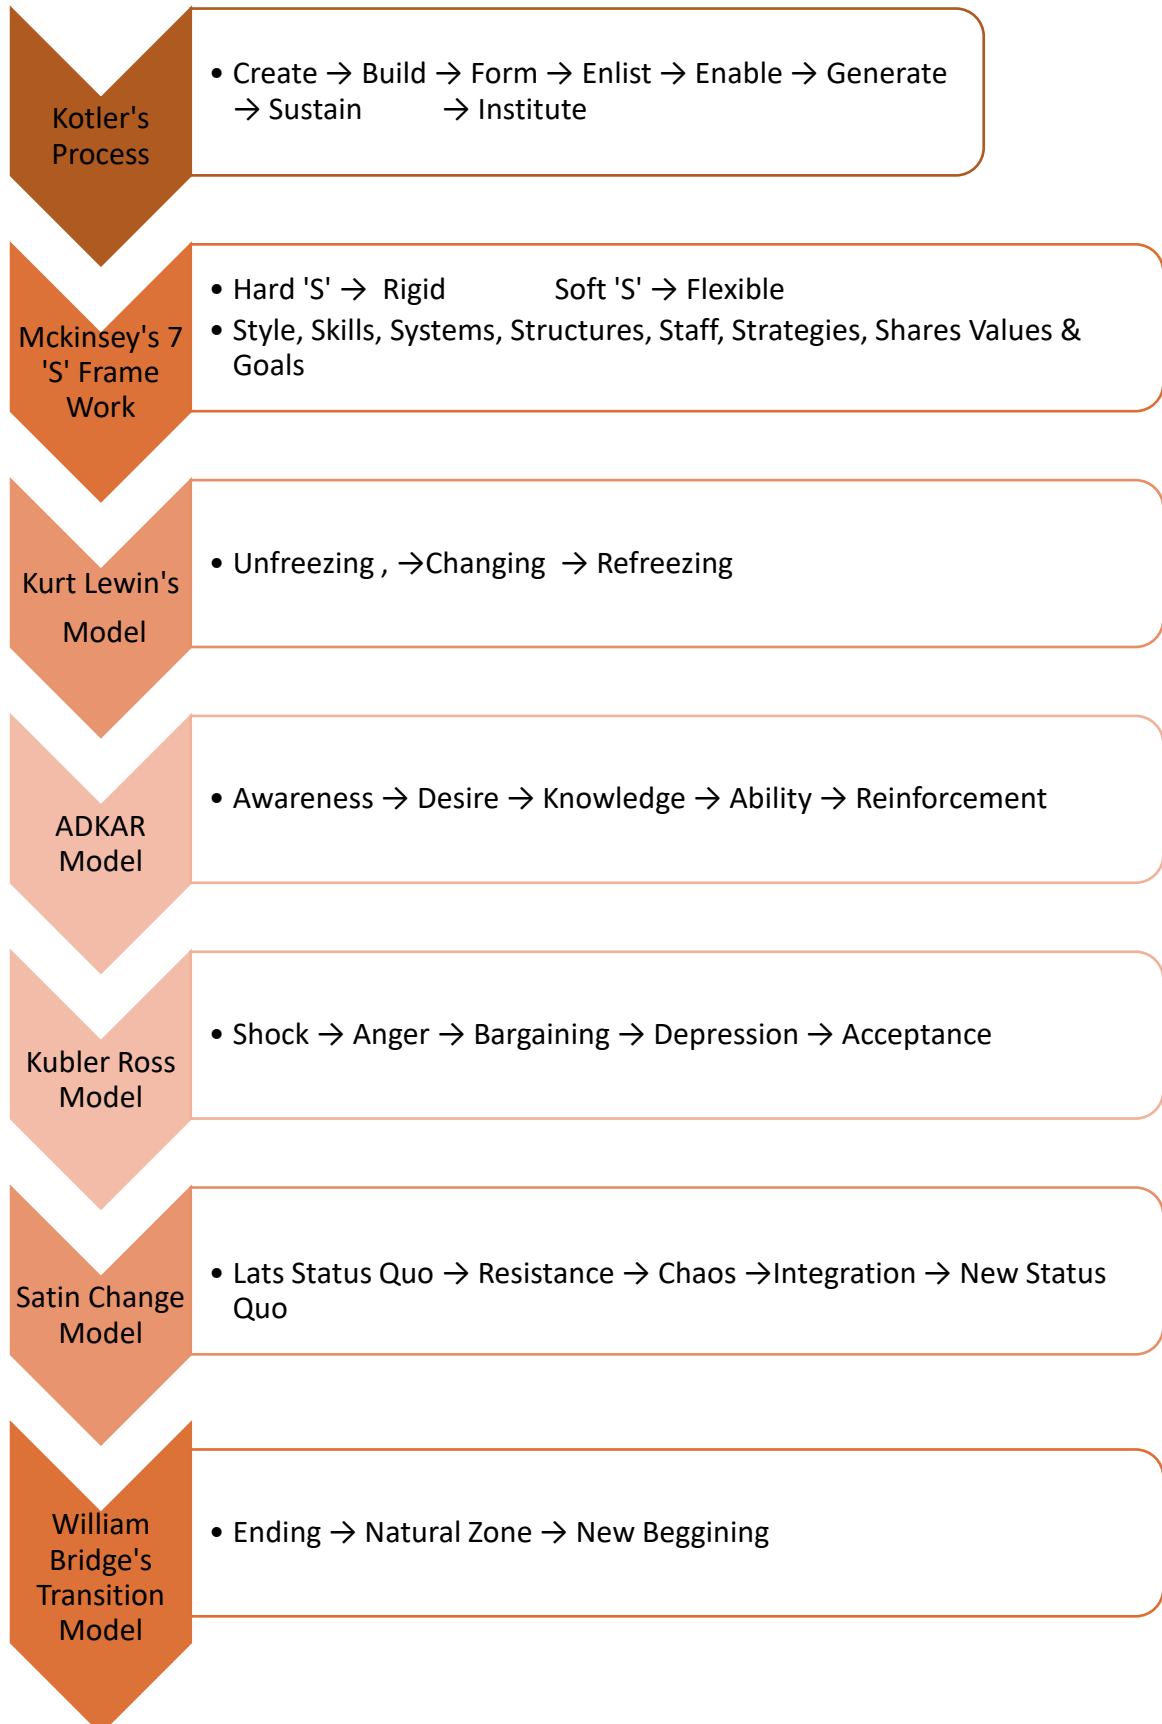 Kotler's
Process
• Create → Build → Form → Enlist → Enable → Generate
→ Sustain → Institute
Mckinsey's 7
'S' Frame
Work
• Hard 'S' → Rigid Soft 'S' → Flexible
• Style, Skills, Systems, Structures, Staff, Strategies, Shares Values &
Goals
Kurt Lewin's
Model
• Unfreezing , →Changing → Refreezing
ADKAR
Model
• Awareness → Desire → Knowledge → Ability → Reinforcement
Kubler Ross
Model
• Shock → Anger → Bargaining → Depression → Acceptance
Satin Change
Model
• Lats Status Quo → Resistance → Chaos →Integration → New Status
Quo
William
Bridge's
Transition
Model
• Ending → Natural Zone → New Beggining